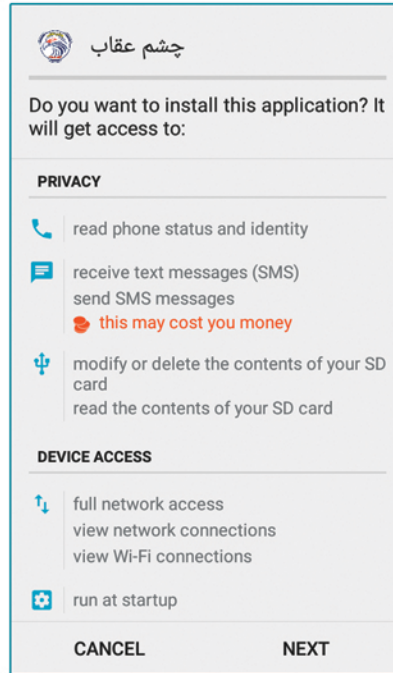 چشم عقاب
Do you want to install this application? It
will get access to:
PRIVACY
read phone status and identity
receive text messages (SMS)
send SMS messages
this may cost you money
modify or delete the contents of your SD
card
read the contents of your SD card
DEVICE ACCESS
full network access
view network connections
view Wi-Fi connections
run at startup
CANCEL
NEXT